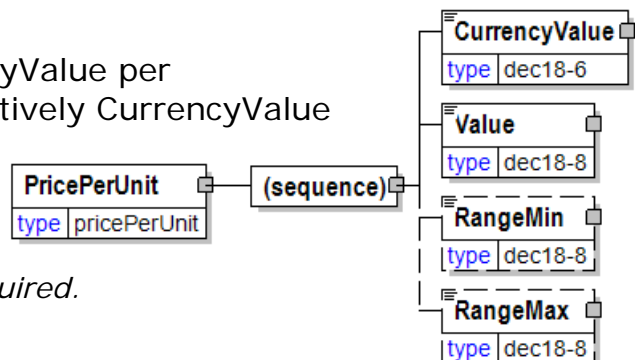 yValue per
tively CurrencyValue
uired.
PricePerUnit
type pricePerUnit
(sequence)
CurrencyValue
type dec18-6
Value
type dec18-8
RangeMin
type dec18-8
RangeMax
type dec18-8